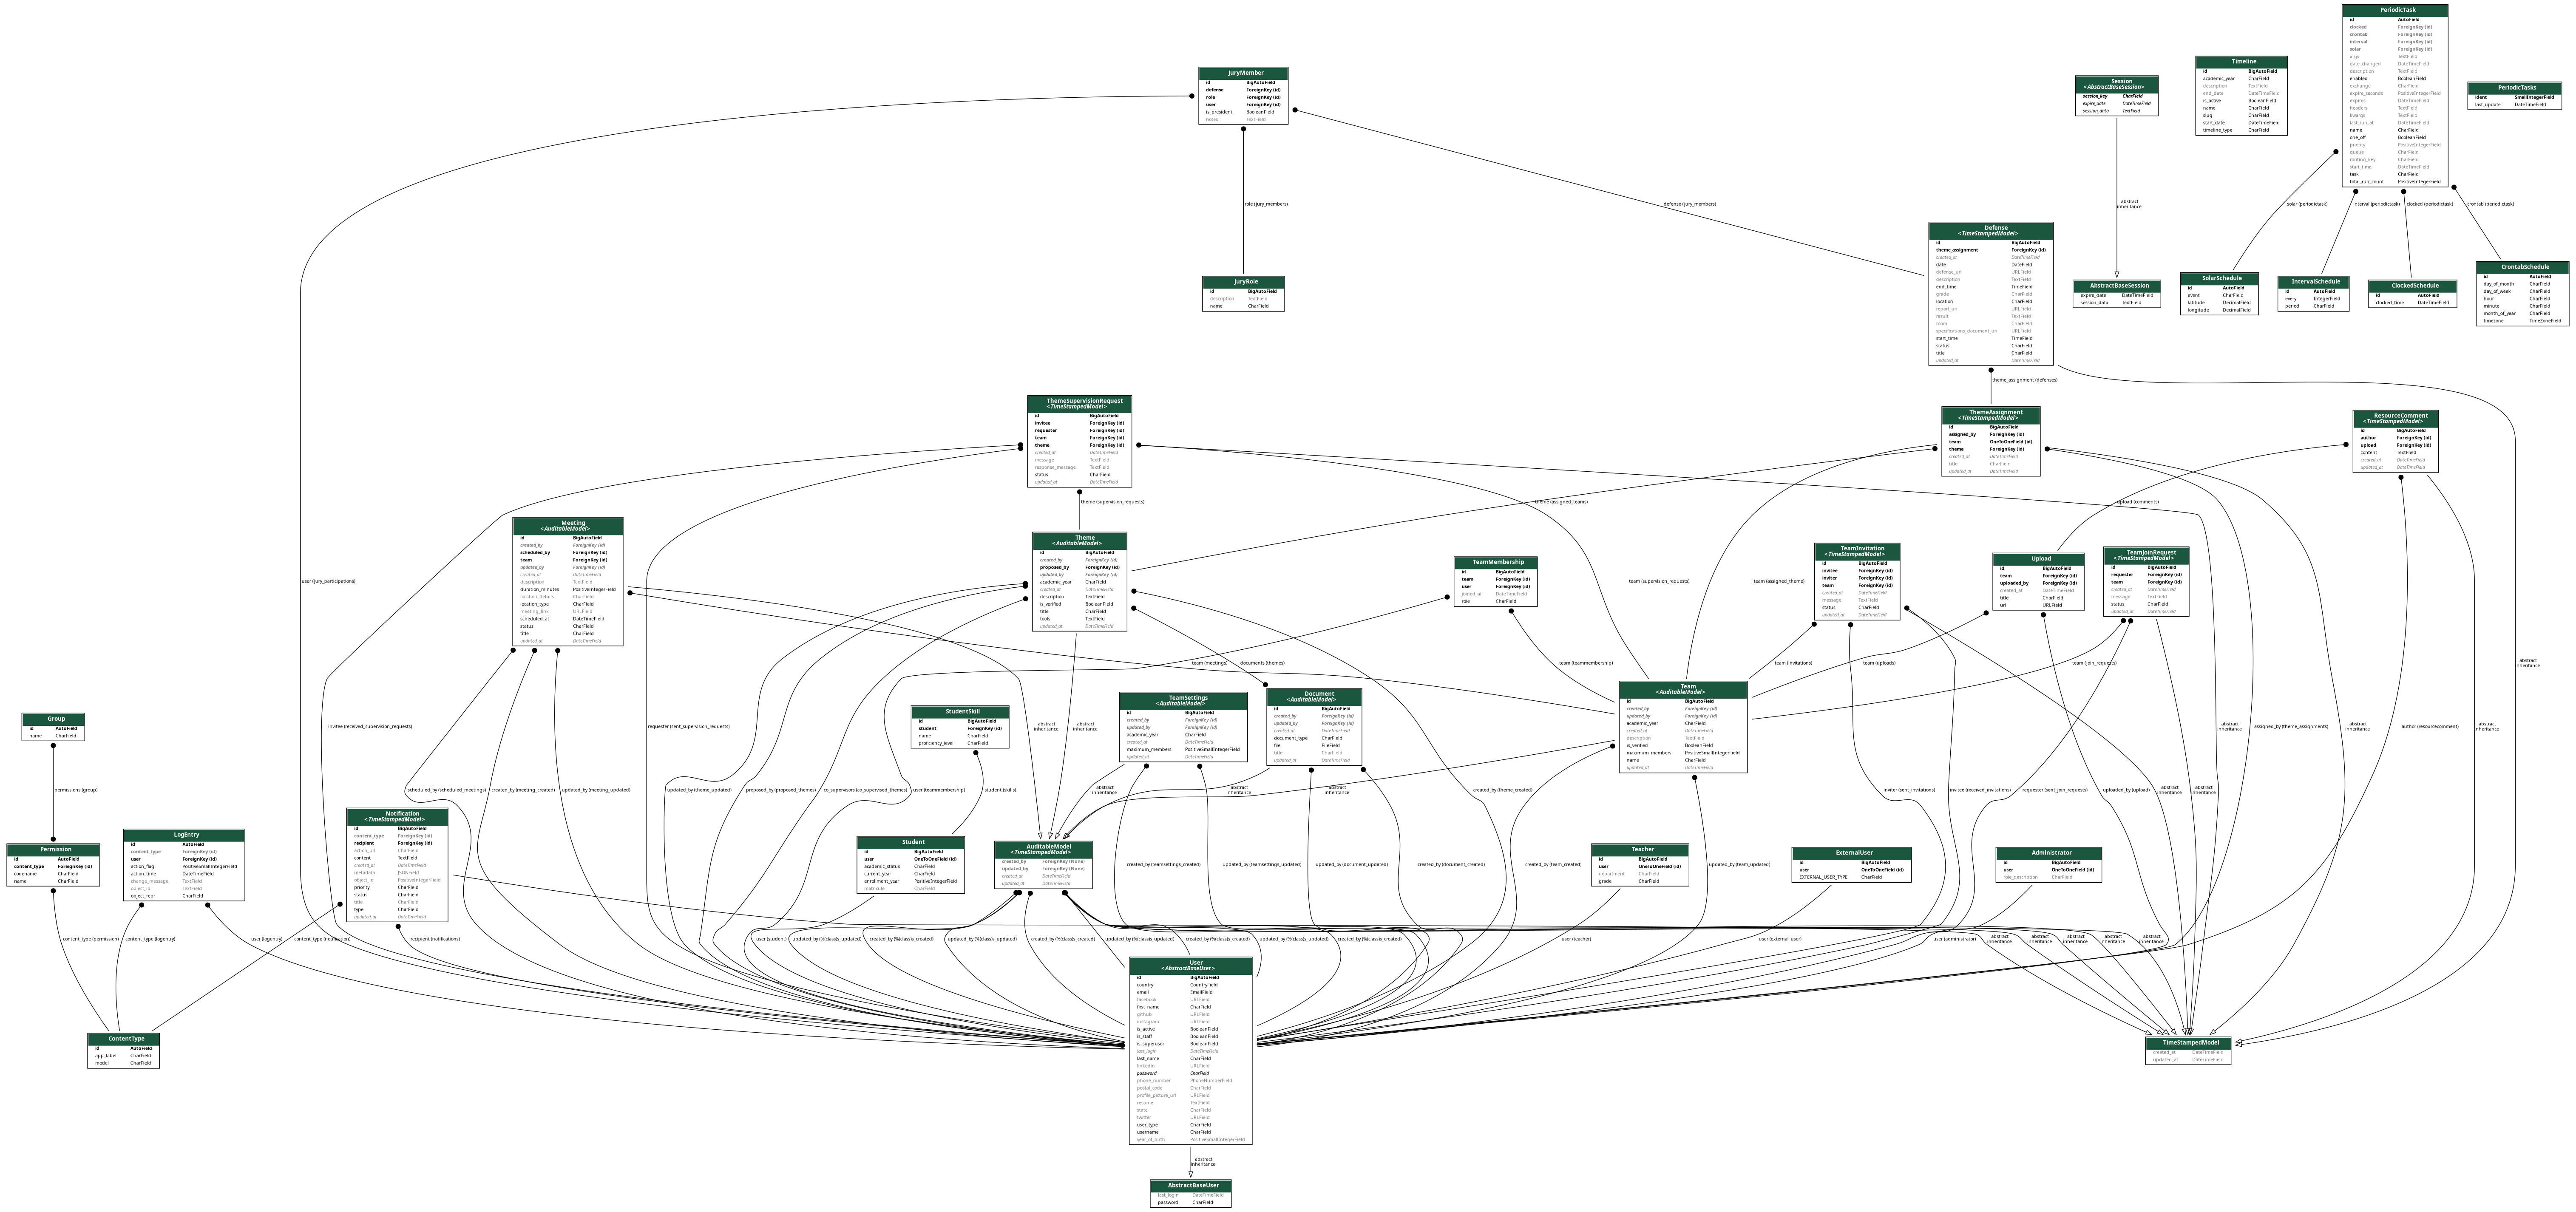 PeriodicTask
id AutoField
clocked ForeignKey (id)
crontab ForeignKey (id)
interval ForeignKey (id)
solar ForeignKey (id)
args TextField
date_changed DateTimeField
description TextField
enabled BooleanField
exchange CharField
expire_seconds PositiveIntegerField
expires DateTimeField
headers TextField
kwargs TextField
last_run_at DateTimeField
name CharField
one_off BooleanField
priority PositiveIntegerField
queue CharField
routing_key CharField
start_time DateTimeField
task CharField
total_run_count PositiveIntegerField
Timeline
id BigAutoField
academic_year CharField
description TextField
end_date DateTimeField
is_active BooleanField
name CharField
slug CharField
start_date DateTimeField
timeline_type CharField
PeriodicTasks
ident SmallIntegerField
last_update DateTimeField
JuryMember
id BigAutoField
defense ForeignKey (id)
role ForeignKey (id)
user ForeignKey (id)
is_president BooleanField
notes TextField
Session
<AbstractBaseSession>
session_key CharField
expire_date DateTimeField
session_data TextField
role (jury_members)
defense (jury_members)
abstract
inheritance
solar (periodictask)
interval (periodictask)
clocked (periodictask)
crontab (periodictask)
Defense
<TimeStampedModel>
id BigAutoField
theme_assignment ForeignKey (id)
created_at DateTimeField
date DateField
defense_uri URLField
description TextField
end_time TimeField
grade CharField
location CharField
report_uri URLField
result TextField
room CharField
specifications_document_uri URLField
start_time TimeField
status CharField
title CharField
updated_at DateTimeField
JuryRole
id BigAutoField
description TextField
name CharField
AbstractBaseSession
expire_date DateTimeField
session_data TextField
SolarSchedule
id AutoField
event CharField
latitude DecimalField
longitude DecimalField
IntervalSchedule
id AutoField
every IntegerField
period CharField
ClockedSchedule
id AutoField
clocked_time DateTimeField
CrontabSchedule
id AutoField
day_of_month CharField
day_of_week CharField
hour CharField
minute CharField
month_of_year CharField
timezone TimeZoneField
theme_assignment (defenses)
ThemeSupervisionRequest
<TimeStampedModel>
id BigAutoField
invitee ForeignKey (id)
requester ForeignKey (id)
team ForeignKey (id)
theme ForeignKey (id)
created_at DateTimeField
message TextField
response_message TextField
status CharField
updated_at DateTimeField
ThemeAssignment
<TimeStampedModel>
id BigAutoField
assigned_by ForeignKey (id)
team OneToOneField (id)
theme ForeignKey (id)
created_at DateTimeField
title CharField
updated_at DateTimeField
ResourceComment
<TimeStampedModel>
id BigAutoField
author ForeignKey (id)
upload ForeignKey (id)
content TextField
created_at DateTimeField
updated_at DateTimeField
theme (supervision_requests)
theme (assigned_teams)
upload (comments)
Meeting
<AuditableModel>
id BigAutoField
created_by ForeignKey (id)
scheduled_by ForeignKey (id)
team ForeignKey (id)
updated_by ForeignKey (id)
created_at DateTimeField
description TextField
duration_minutes PositiveIntegerField
location_details CharField
location_type CharField
meeting_link URLField
scheduled_at DateTimeField
status CharField
title CharField
updated_at DateTimeField
Theme
<AuditableModel>
id BigAutoField
created_by ForeignKey (id)
proposed_by ForeignKey (id)
updated_by ForeignKey (id)
academic_year CharField
created_at DateTimeField
description TextField
is_verified BooleanField
title CharField
tools TextField
updated_at DateTimeField
TeamMembership
id BigAutoField
team ForeignKey (id)
user ForeignKey (id)
joined_at DateTimeField
role CharField
TeamInvitation
<TimeStampedModel>
id BigAutoField
invitee ForeignKey (id)
inviter ForeignKey (id)
team ForeignKey (id)
created_at DateTimeField
message TextField
status CharField
updated_at DateTimeField
Upload
id BigAutoField
team ForeignKey (id)
uploaded_by ForeignKey (id)
created_at DateTimeField
title CharField
url URLField
TeamJoinRequest
<TimeStampedModel>
id BigAutoField
requester ForeignKey (id)
team ForeignKey (id)
created_at DateTimeField
message TextField
status CharField
updated_at DateTimeField
user (jury_participations)
team (supervision_requests)
team (assigned_theme)
team (meetings)
documents (themes)
team (teammembership)
team (invitations)
team (uploads)
team (join_requests)
abstract
inheritance
TeamSettings
<AuditableModel>
id BigAutoField
created_by ForeignKey (id)
updated_by ForeignKey (id)
academic_year CharField
created_at DateTimeField
maximum_members PositiveSmallIntegerField
updated_at DateTimeField
Document
<AuditableModel>
id BigAutoField
created_by ForeignKey (id)
updated_by ForeignKey (id)
created_at DateTimeField
document_type CharField
file FileField
title CharField
updated_at DateTimeField
Team
<AuditableModel>
id BigAutoField
created_by ForeignKey (id)
updated_by ForeignKey (id)
academic_year CharField
created_at DateTimeField
description TextField
is_verified BooleanField
maximum_members PositiveSmallIntegerField
name CharField
updated_at DateTimeField
Group
id AutoField
name CharField
StudentSkill
id BigAutoField
student ForeignKey (id)
name CharField
proficiency_level CharField
invitee (received_supervision_requests)
requester (sent_supervision_requests)
abstract
inheritance
abstract
inheritance
abstract
inheritance
assigned_by (theme_assignments)
abstract
inheritance
author (resourcecomment)
abstract
inheritance
permissions (group)
scheduled_by (scheduled_meetings)
created_by (meeting_created)
updated_by (meeting_updated)
updated_by (theme_updated)
proposed_by (proposed_themes)
co_supervisors (co_supervised_themes)
user (teammembership)
student (skills)
abstract
inheritance
abstract
inheritance
abstract
inheritance
created_by (theme_created)
inviter (sent_invitations)
invitee (received_invitations)
requester (sent_join_requests)
uploaded_by (upload)
abstract
inheritance
abstract
inheritance
Notification
<TimeStampedModel>
id BigAutoField
content_type ForeignKey (id)
recipient ForeignKey (id)
action_url CharField
content TextField
created_at DateTimeField
metadata JSONField
object_id PositiveIntegerField
priority CharField
status CharField
title CharField
type CharField
updated_at DateTimeField
LogEntry
id AutoField
content_type ForeignKey (id)
user ForeignKey (id)
action_flag PositiveSmallIntegerField
action_time DateTimeField
change_message TextField
object_id TextField
object_repr CharField
Permission
id AutoField
content_type ForeignKey (id)
codename CharField
name CharField
Student
id BigAutoField
user OneToOneField (id)
academic_status CharField
current_year CharField
enrollment_year PositiveIntegerField
matricule CharField
AuditableModel
<TimeStampedModel>
created_by ForeignKey (None)
updated_by ForeignKey (None)
created_at DateTimeField
updated_at DateTimeField
created_by (teamsettings_created)
updated_by (teamsettings_updated)
updated_by (document_updated)
created_by (document_created)
created_by (team_created)
updated_by (team_updated)
Teacher
id BigAutoField
user OneToOneField (id)
department CharField
grade CharField
ExternalUser
id BigAutoField
user OneToOneField (id)
EXTERNAL_USER_TYPE CharField
Administrator
id BigAutoField
user OneToOneField (id)
role_description CharField
content_type (permission)
content_type (logentry)
user (logentry)
content_type (notification)
recipient (notifications)
user (student)
updated_by (%(class)s_updated)
created_by (%(class)s_created)
updated_by (%(class)s_updated)
created_by (%(class)s_created)
updated_by (%(class)s_updated)
created_by (%(class)s_created)
updated_by (%(class)s_updated)
created_by (%(class)s_created)
user (teacher)
user (external_user)
user (administrator)
abstract
inheritance
abstract
inheritance
abstract
inheritance
abstract
inheritance
abstract
inheritance
User
<AbstractBaseUser>
id BigAutoField
country CountryField
email EmailField
facebook URLField
first_name CharField
github URLField
instagram URLField
is_active BooleanField
is_staff BooleanField
is_superuser BooleanField
last_login DateTimeField
last_name CharField
linkedin URLField
password CharField
phone_number PhoneNumberField
postal_code CharField
profile_picture_url URLField
resume TextField
state CharField
twitter URLField
user_type CharField
username CharField
year_of_birth PositiveSmallIntegerField
ContentType
id AutoField
app_label CharField
model CharField
TimeStampedModel
created_at DateTimeField
updated_at DateTimeField
abstract
inheritance
AbstractBaseUser
last_login DateTimeField
password CharField